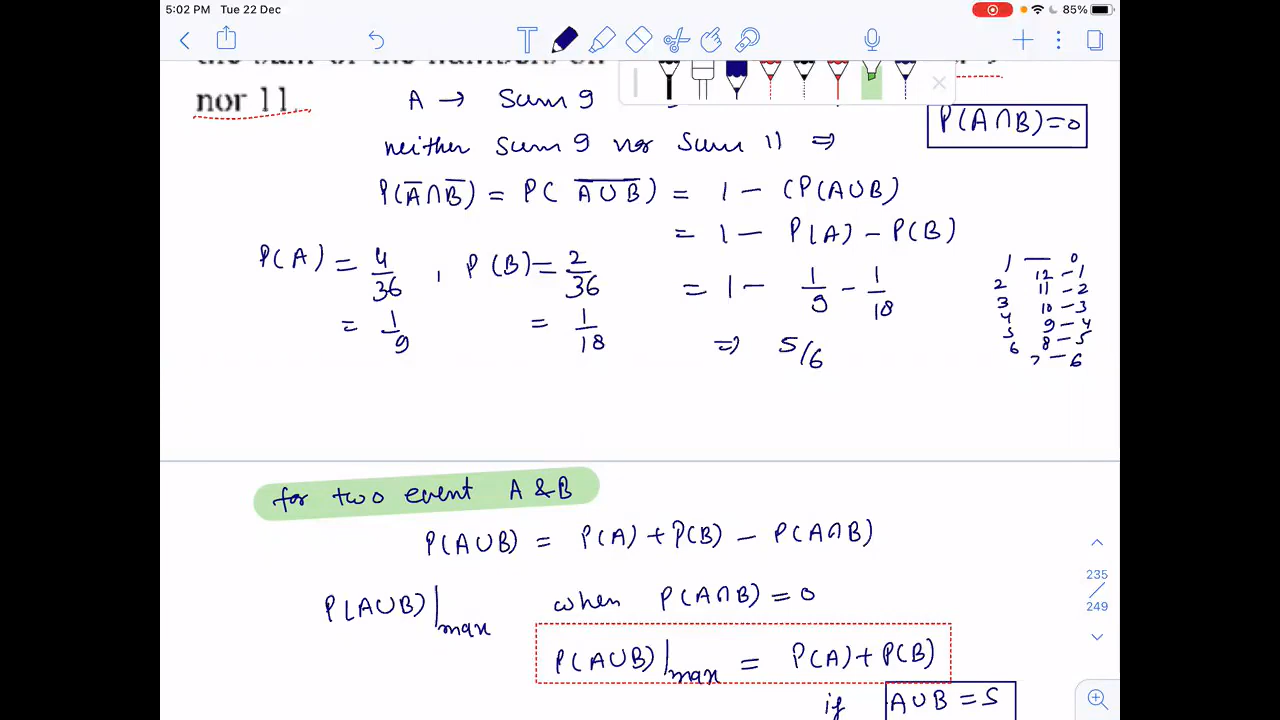 5:02 PM Tue 22 Dec
85%
nor 11.
A → Sum 9
P(A∩B)=0
neither Sum 9 nor Sum 11 ⇒
P(A̅∩B̅) = P( A̅∪̅B̅ ) = 1 - (P(A∪B)
= 1 - P(A) - P(B)
P(A) = 4/36 , P(B) = 2/36
= 1 - 1/9 - 1/18
= 1/9
= 1/18
⇒ 5/6
1 — 0
2 12 - 1
3 11 - 2
4 10 - 3
5 9 - 4
6 8 - 5
7 - 6
for two event A & B
P(A∪B) = P(A) + P(B) - P(A∩B)
P(A∪B)|max when P(A∩B) = 0
P(A∪B)|max = P(A) + P(B)
if A∪B = S
235
/
249